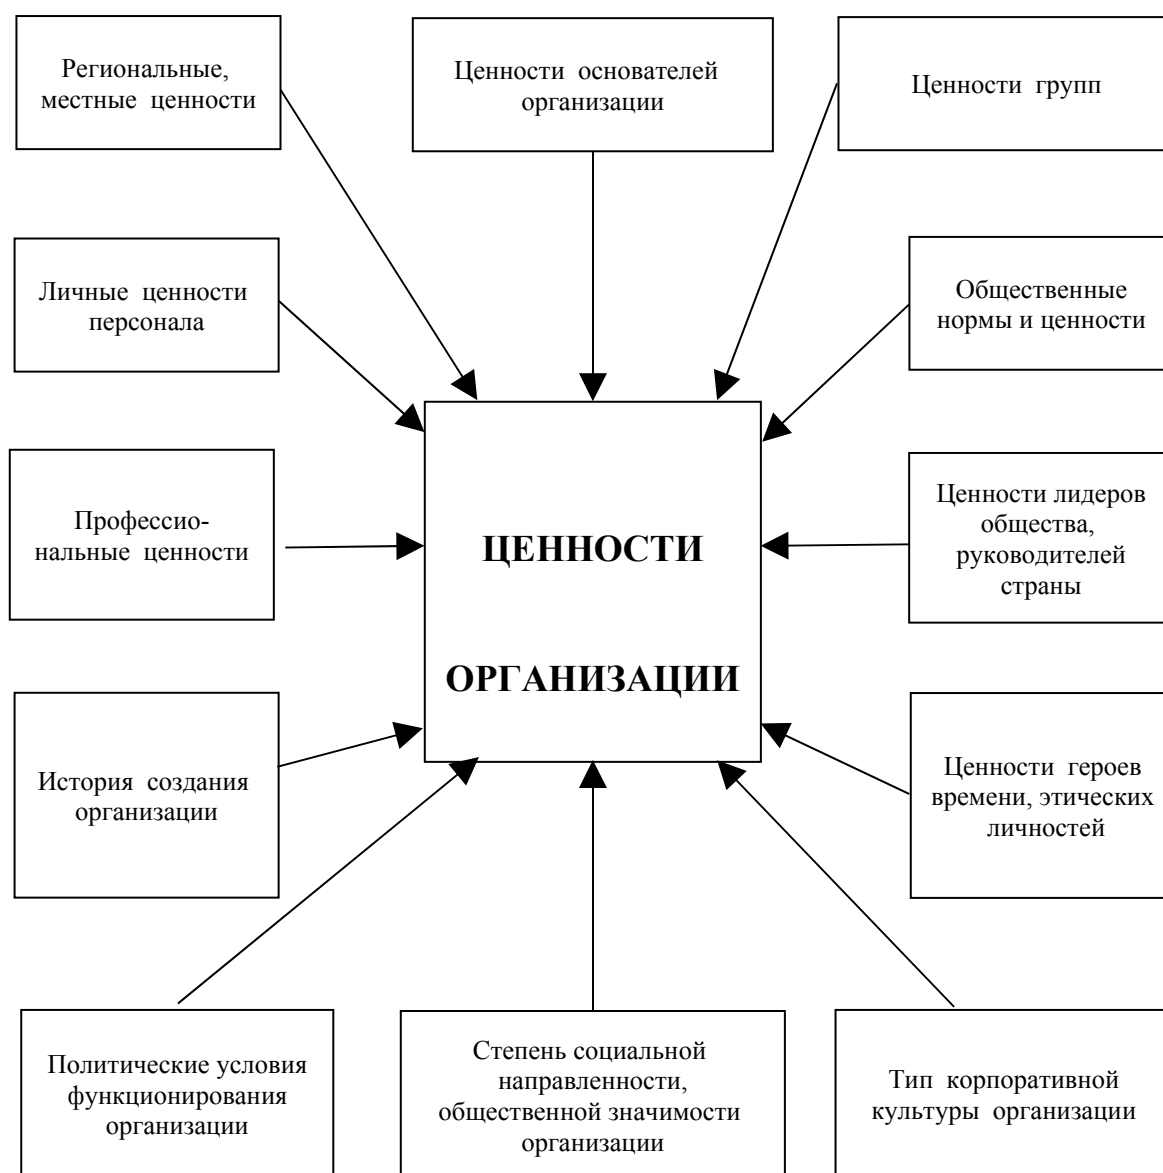 Региональные,
местные ценности
Ценности основателей
организации
Ценности групп
Личные ценности
персонала
Общественные
нормы и ценности
Профессио-
нальные ценности
ЦЕННОСТИ
ОРГАНИЗАЦИИ
Ценности лидеров
общества,
руководителей
страны
История создания
организации
Ценности героев
времени, этических
личностей
Политические условия
функционирования
организации
Степень социальной
направленности,
общественной значимости
организации
Тип корпоративной
культуры организации